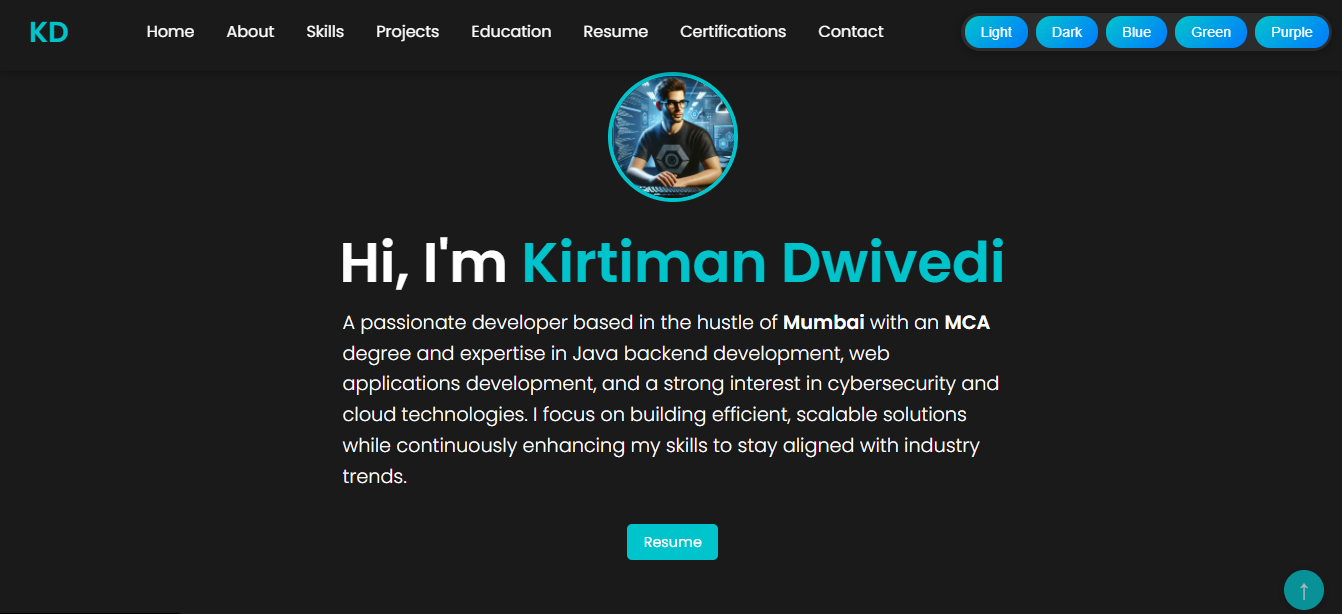 KD Home About Skills Projects Education Resume Certifications Contact Light Dark Blue Green Purple
Hi, I'm Kirtiman Dwivedi
A passionate developer based in the hustle of Mumbai with an MCA
degree and expertise in Java backend development, web
applications development, and a strong interest in cybersecurity and
cloud technologies. I focus on building efficient, scalable solutions
while continuously enhancing my skills to stay aligned with industry
trends.
Resume
↑